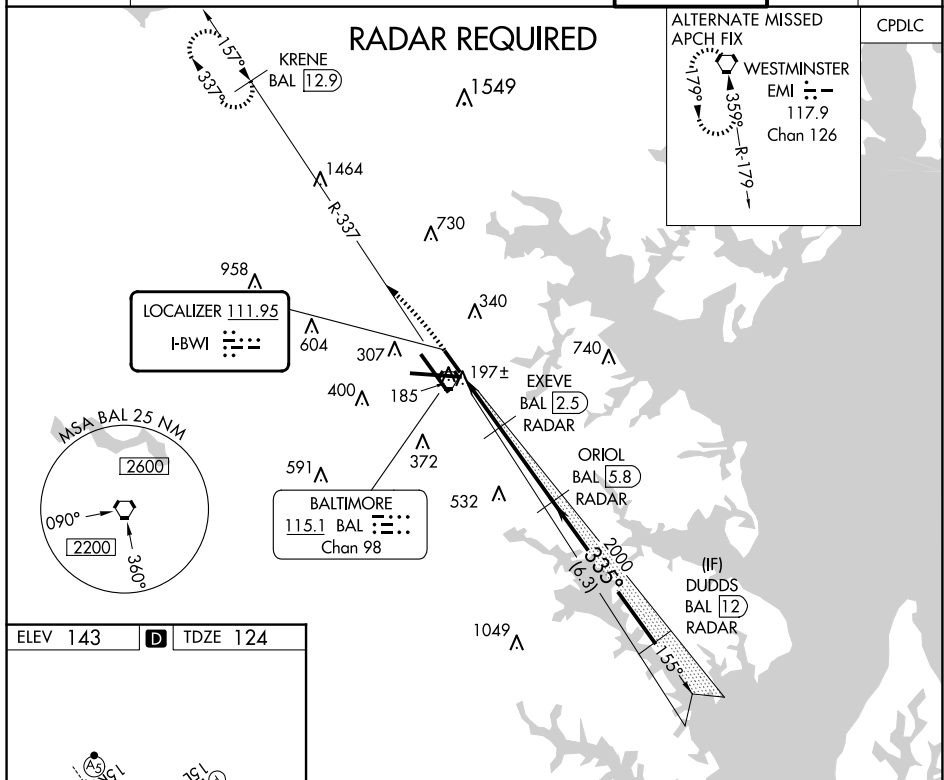 RADAR REQUIRED
ALTERNATE MISSED
APCH FIX
CPDLC
WESTMINSTER
EMI
117.9
Chan 126
179°
359°
R-179
157°
337°
KRENE
BAL 12.9
1549
1464
R-337
730
958
LOCALIZER 111.95
I-BWI
340
604
307
740
197±
185
400
EXEVE
BAL 2.5
RADAR
MSA BAL 25 NM
2600
090°
2200
360°
372
591
ORIOL
BAL 5.8
RADAR
532
BALTIMORE
115.1 BAL
Chan 98
2000
335°
(6.3)
(IF)
DUDDS
BAL 12
RADAR
1049
155°
ELEV 143
D
TDZE 124
A5
15L
15L